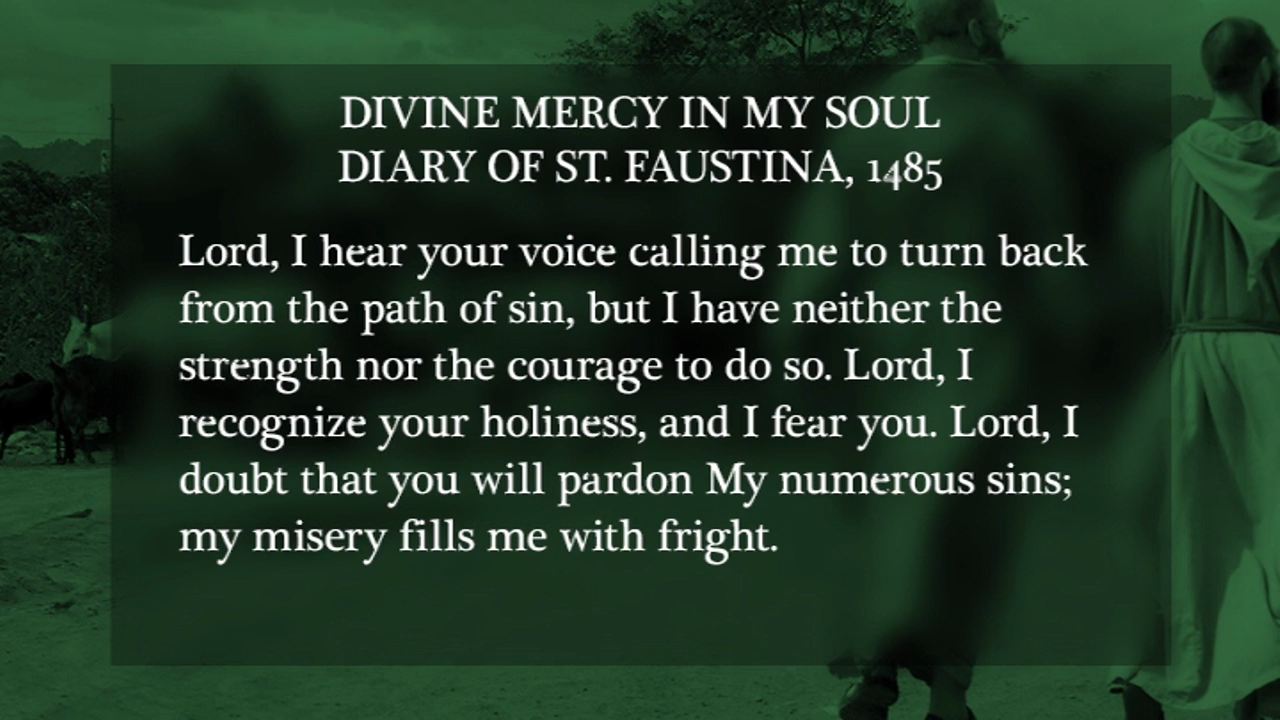 DIVINE MERCY IN MY SOUL
DIARY OF ST. FAUSTINA, 1485
Lord, I hear your voice calling me to turn back
from the path of sin, but I have neither the
strength nor the courage to do so. Lord, I
recognize your holiness, and I fear you. Lord, I
doubt that you will pardon My numerous sins;
my misery fills me with fright.